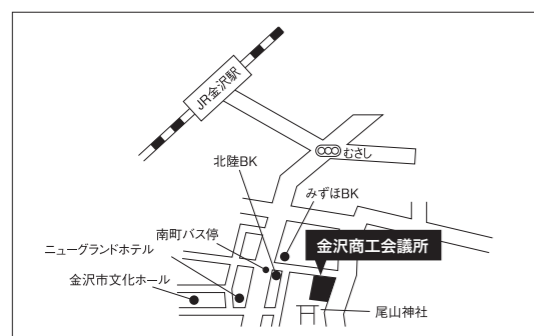 JR金沢駅
むさし
北陸BK
みずほBK
南町バス停
金沢商工会議所
ニューグランドホテル
金沢市文化ホール
尾山神社